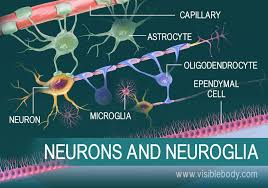 CAPILLARY
ASTROCYTE
OLIGODENDROCYTE
EPENDYMAL
CELL
NEURON
MICROGLIA
NEURONS AND NEUROGLIA
www.visiblebody.com